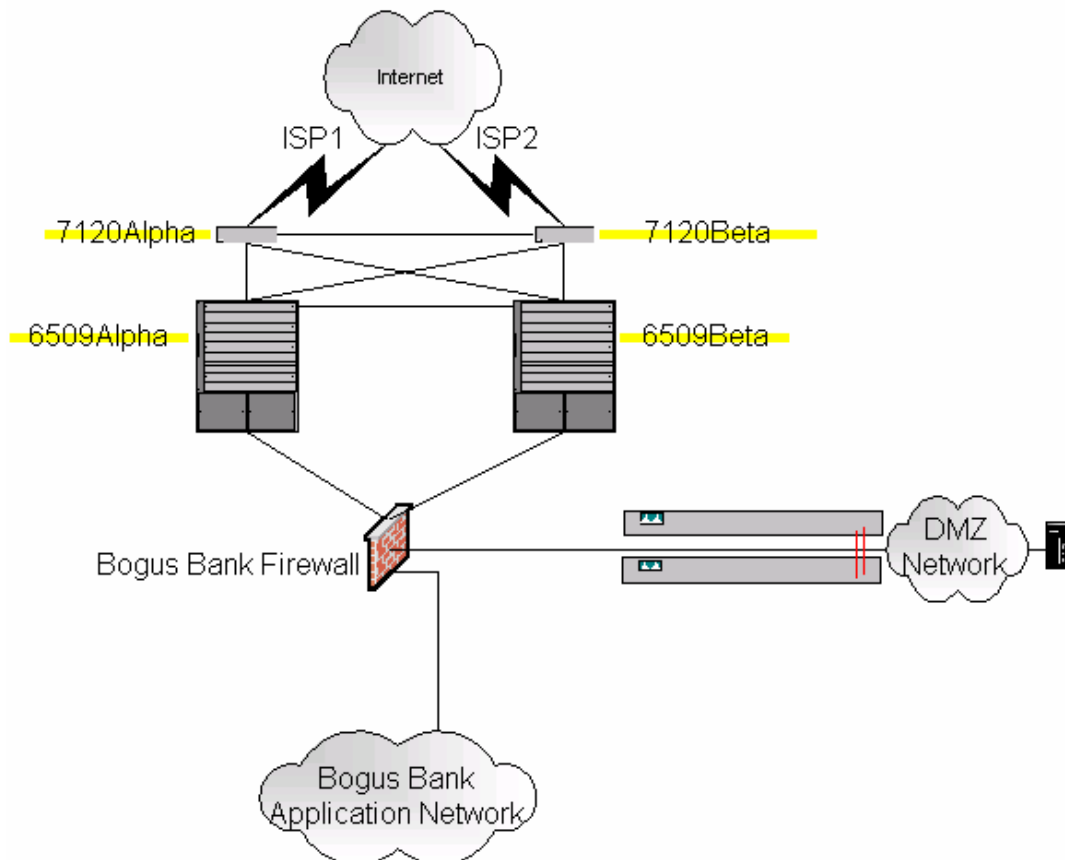 Internet
ISP1
ISP2
7120Alpha
7120Beta
6509Alpha
6509Beta
Bogus Bank Firewall
DMZ
Network
Bogus Bank
Application Network